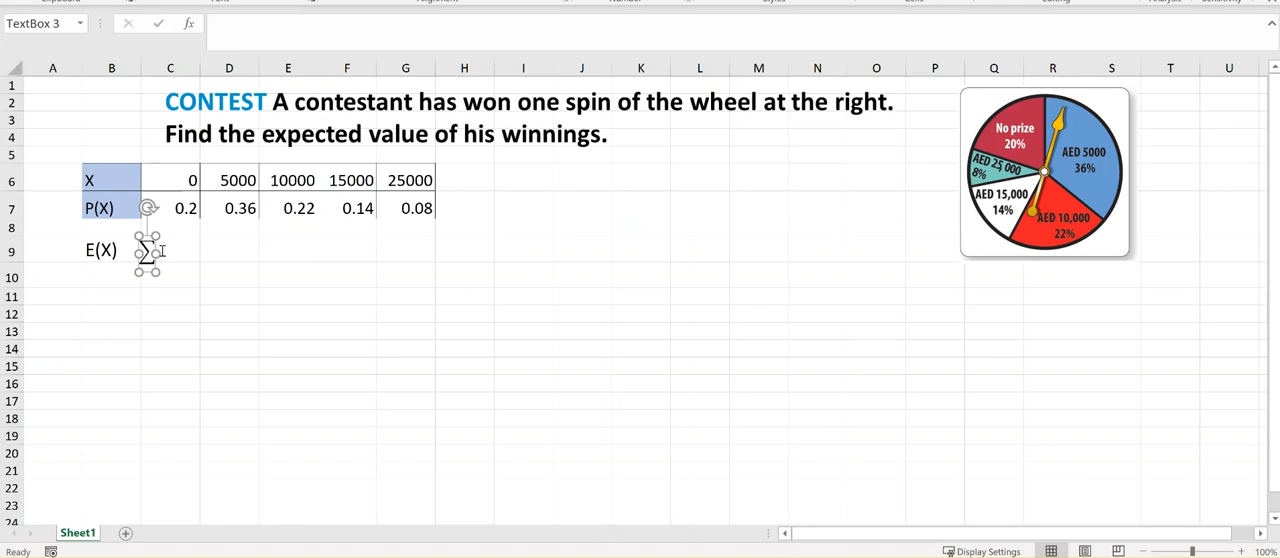 TextBox 3
fx
A B C D E F G H I J K L M N O P Q R S T U
1
2
3
4
5
6
7
8
9
10
11
12
13
14
15
16
17
18
19
20
21
22
23
24
CONTEST A contestant has won one spin of the wheel at the right.
Find the expected value of his winnings.
X 0 5000 10000 15000 25000
P(X) 0.2 0.36 0.22 0.14 0.08
E(X) ∑
No prize
20%
AED 5000
36%
AED 25,000
8%
AED 15,000
14%
AED 10,000
22%
Sheet1
Ready
Display Settings
100%